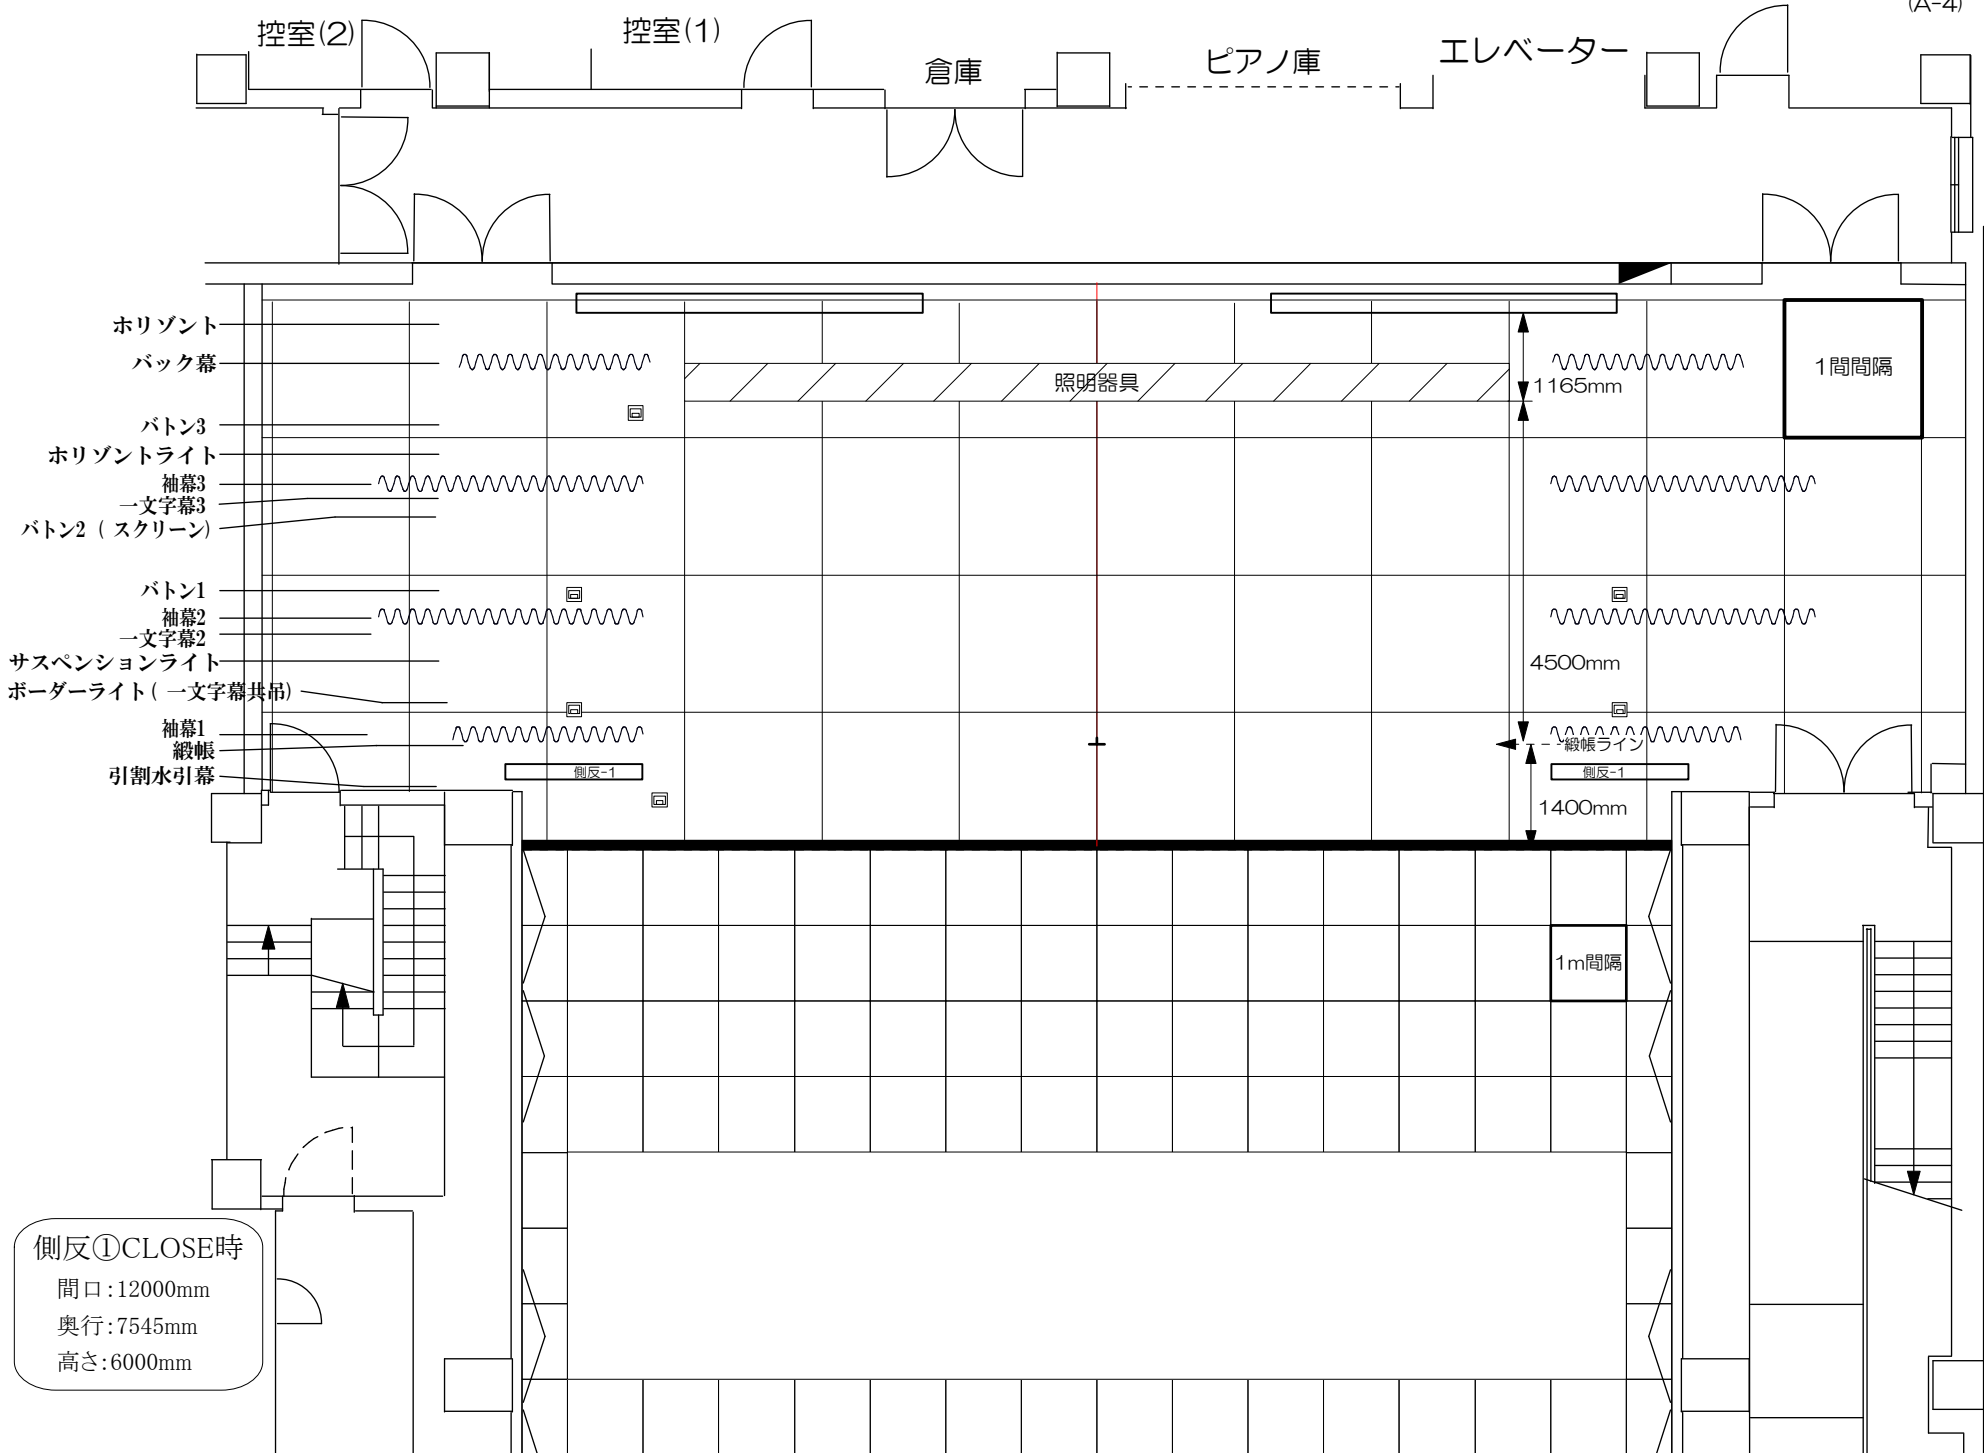 (A-4)
控室(2)
控室(1)
倉庫
ピアノ庫
エレベーター
ホリゾント
バック幕
照明器具
1165mm
1間間隔
バトン3
ホリゾントライト
袖幕3
一文字幕3
バトン2 ( スクリーン)
バトン1
袖幕2
一文字幕2
サスペンションライト
4500mm
ボーダーライト( 一文字幕共吊)
袖幕1
緞帳
緞帳ライン
引割水引幕
側反-1
側反-1
1400mm
1m間隔
側反①CLOSE時
間口:12000mm
奥行:7545mm
高さ:6000mm